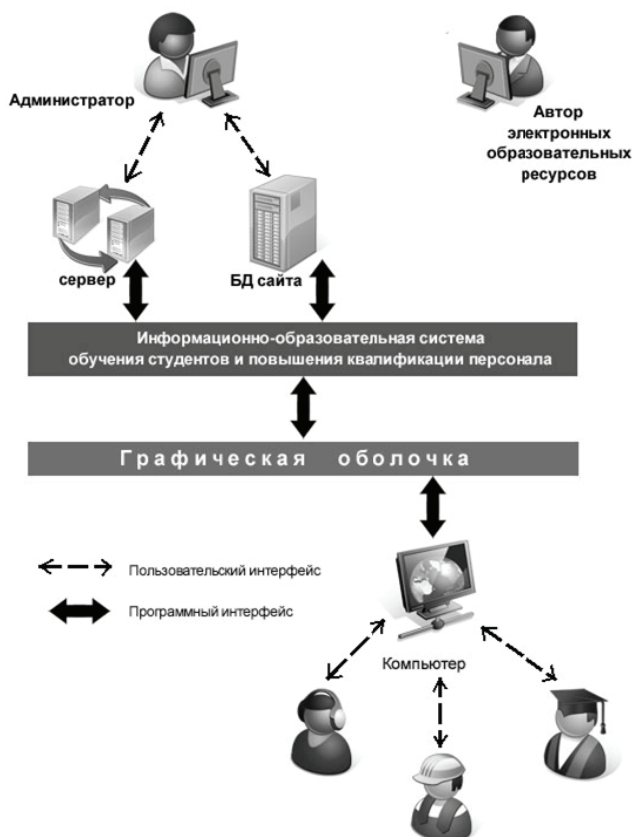 Администратор
Автор
электронных
образовательных
ресурсов
сервер
БД сайта
Информационно-образовательная система
обучения студентов и повышения квалификации персонала
Графическая оболочка
Пользовательский интерфейс
Программный интерфейс
Компьютер